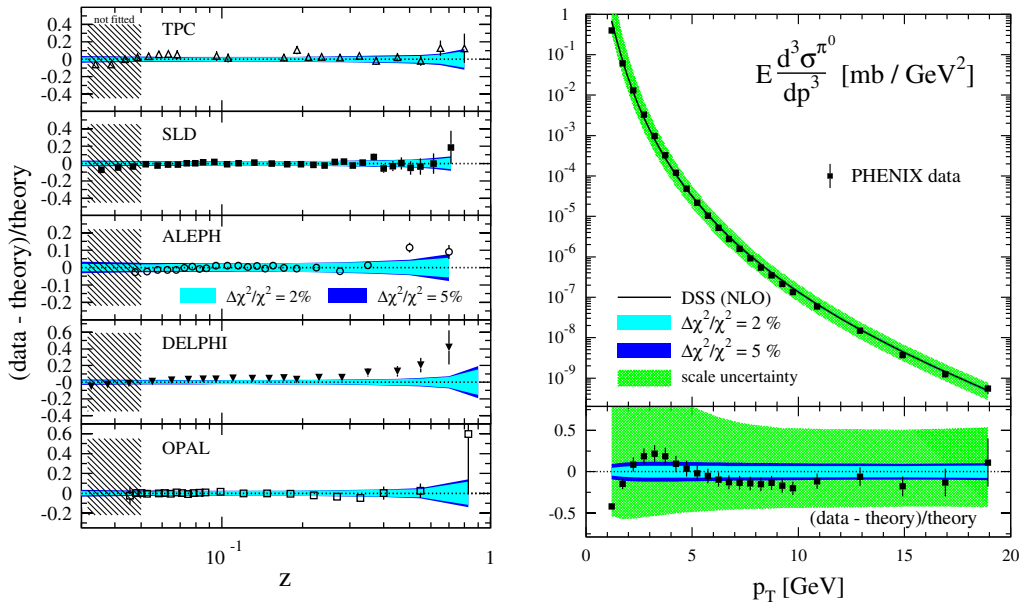 (data - theory)/theory
not fitted
TPC
0.4
0.2
0
-0.2
-0.4
SLD
0.4
0.2
0
-0.2
-0.4
ALEPH
0.2
0.1
0
-0.1
-0.2
-0.3
Δχ²/χ² = 2%
Δχ²/χ² = 5%
DELPHI
0.6
0.4
0.2
-0
-0.2
-0.4
OPAL
0.6
0.4
0.2
0
-0.2
10⁻¹
1
z
1
10⁻¹
10⁻²
10⁻³
10⁻⁴
10⁻⁵
10⁻⁶
10⁻⁷
10⁻⁸
10⁻⁹
E d³σ^π⁰ / dp³ [mb / GeV²]
PHENIX data
DSS (NLO)
Δχ²/χ² = 2 %
Δχ²/χ² = 5 %
scale uncertainty
0.5
0
-0.5
(data - theory)/theory
0
5
10
15
20
p_T [GeV]